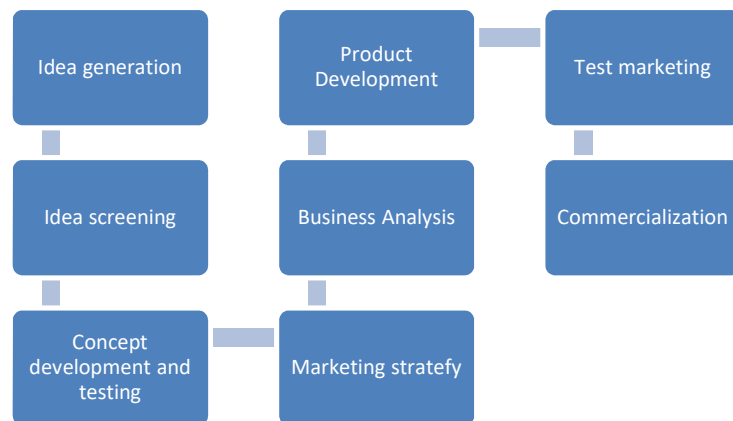 Idea generation
Idea screening
Concept
development and
testing
Marketing stratefy
Business Analysis
Product
Development
Test marketing
Commercialization